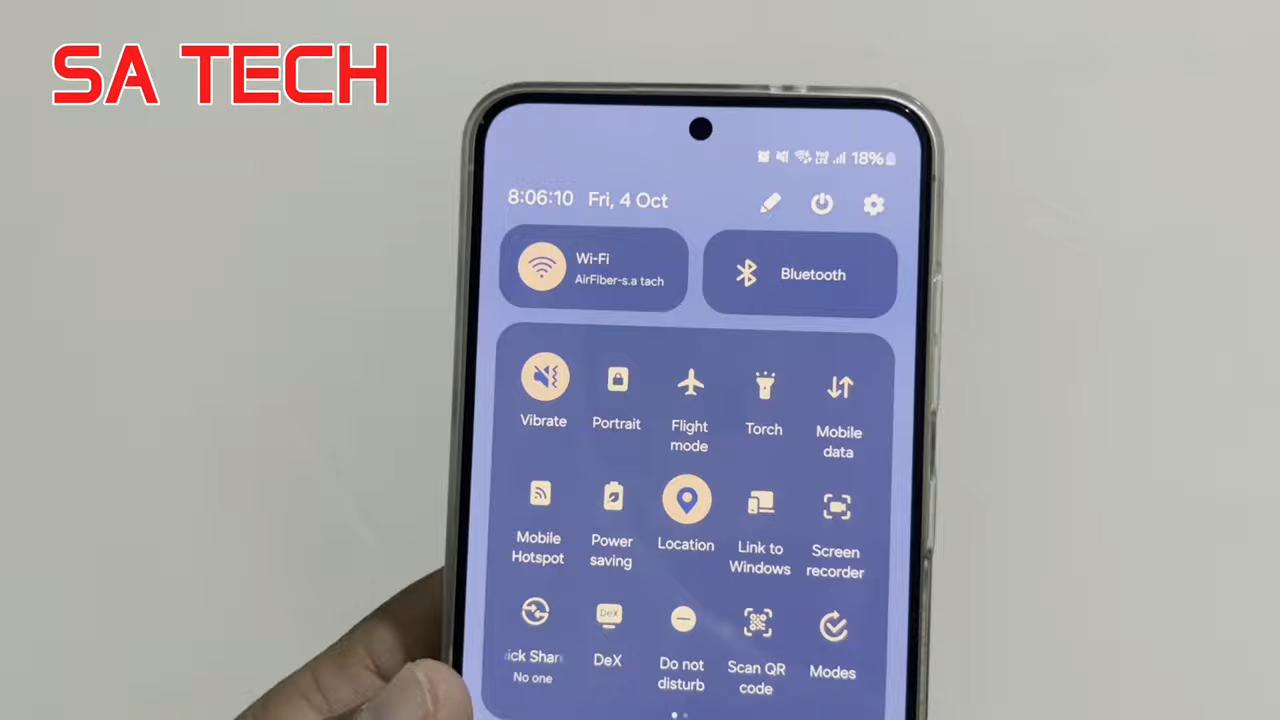 SA TECH
18%
8:06:10 Fri, 4 Oct
Wi-Fi
AirFiber-s.a tach
Bluetooth
Vibrate
Portrait
Flight
mode
Torch
Mobile
data
Mobile
Hotspot
Power
saving
Location
Link to
Windows
Screen
recorder
ick Shar
No one
DeX
DeX
Do not
disturb
Scan QR
code
Modes